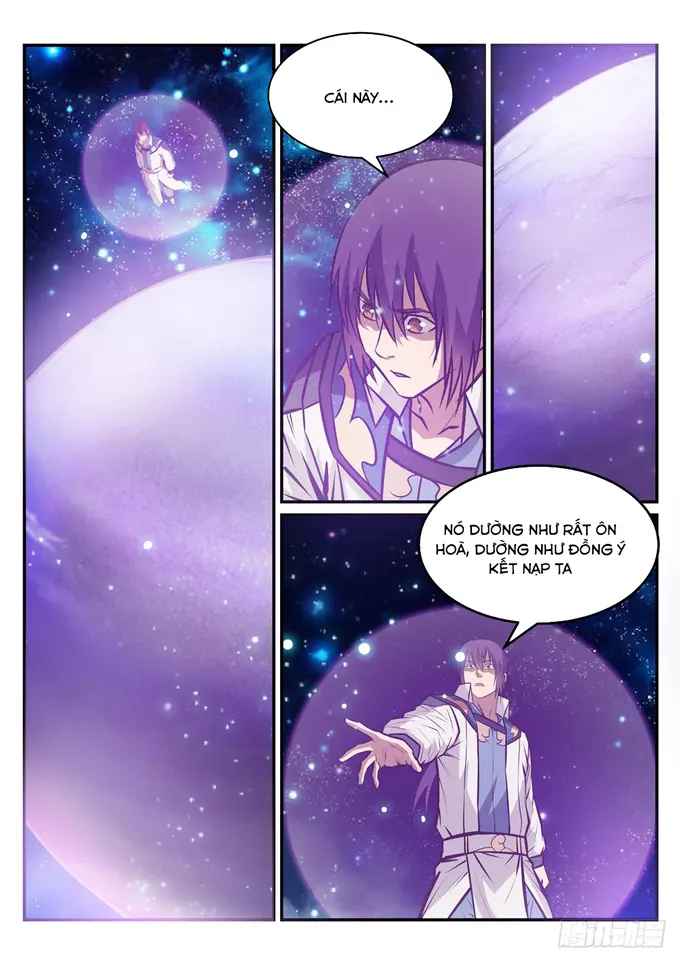 CÁI NÀY...
NÓ DƯỜNG NHƯ RẤT ÔN
HOÀ, DƯỜNG NHƯ ĐỒNG Ý
KẾT NẠP TA